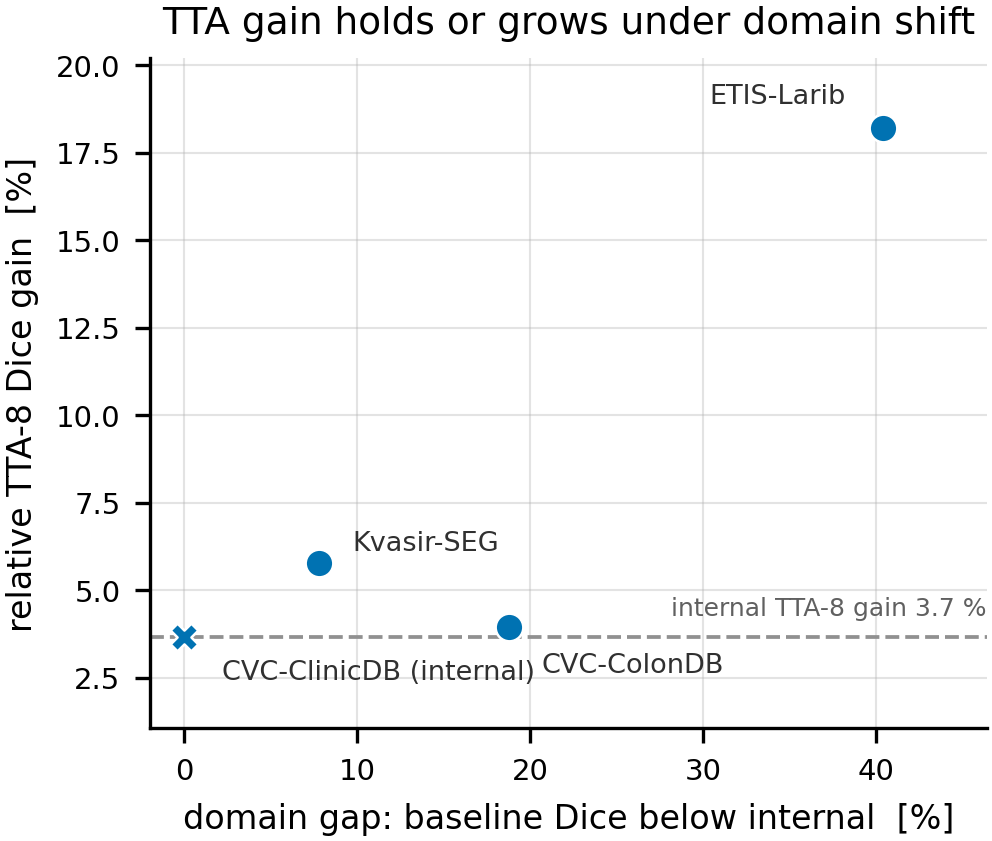 TTA gain holds or grows under domain shift
relative TTA-8 Dice gain [%]
20.0
17.5
15.0
12.5
10.0
7.5
5.0
2.5
ETIS-Larib
Kvasir-SEG
internal TTA-8 gain 3.7 %
CVC-ClinicDB (internal)
CVC-ColonDB
0
10
20
30
40
domain gap: baseline Dice below internal [%]